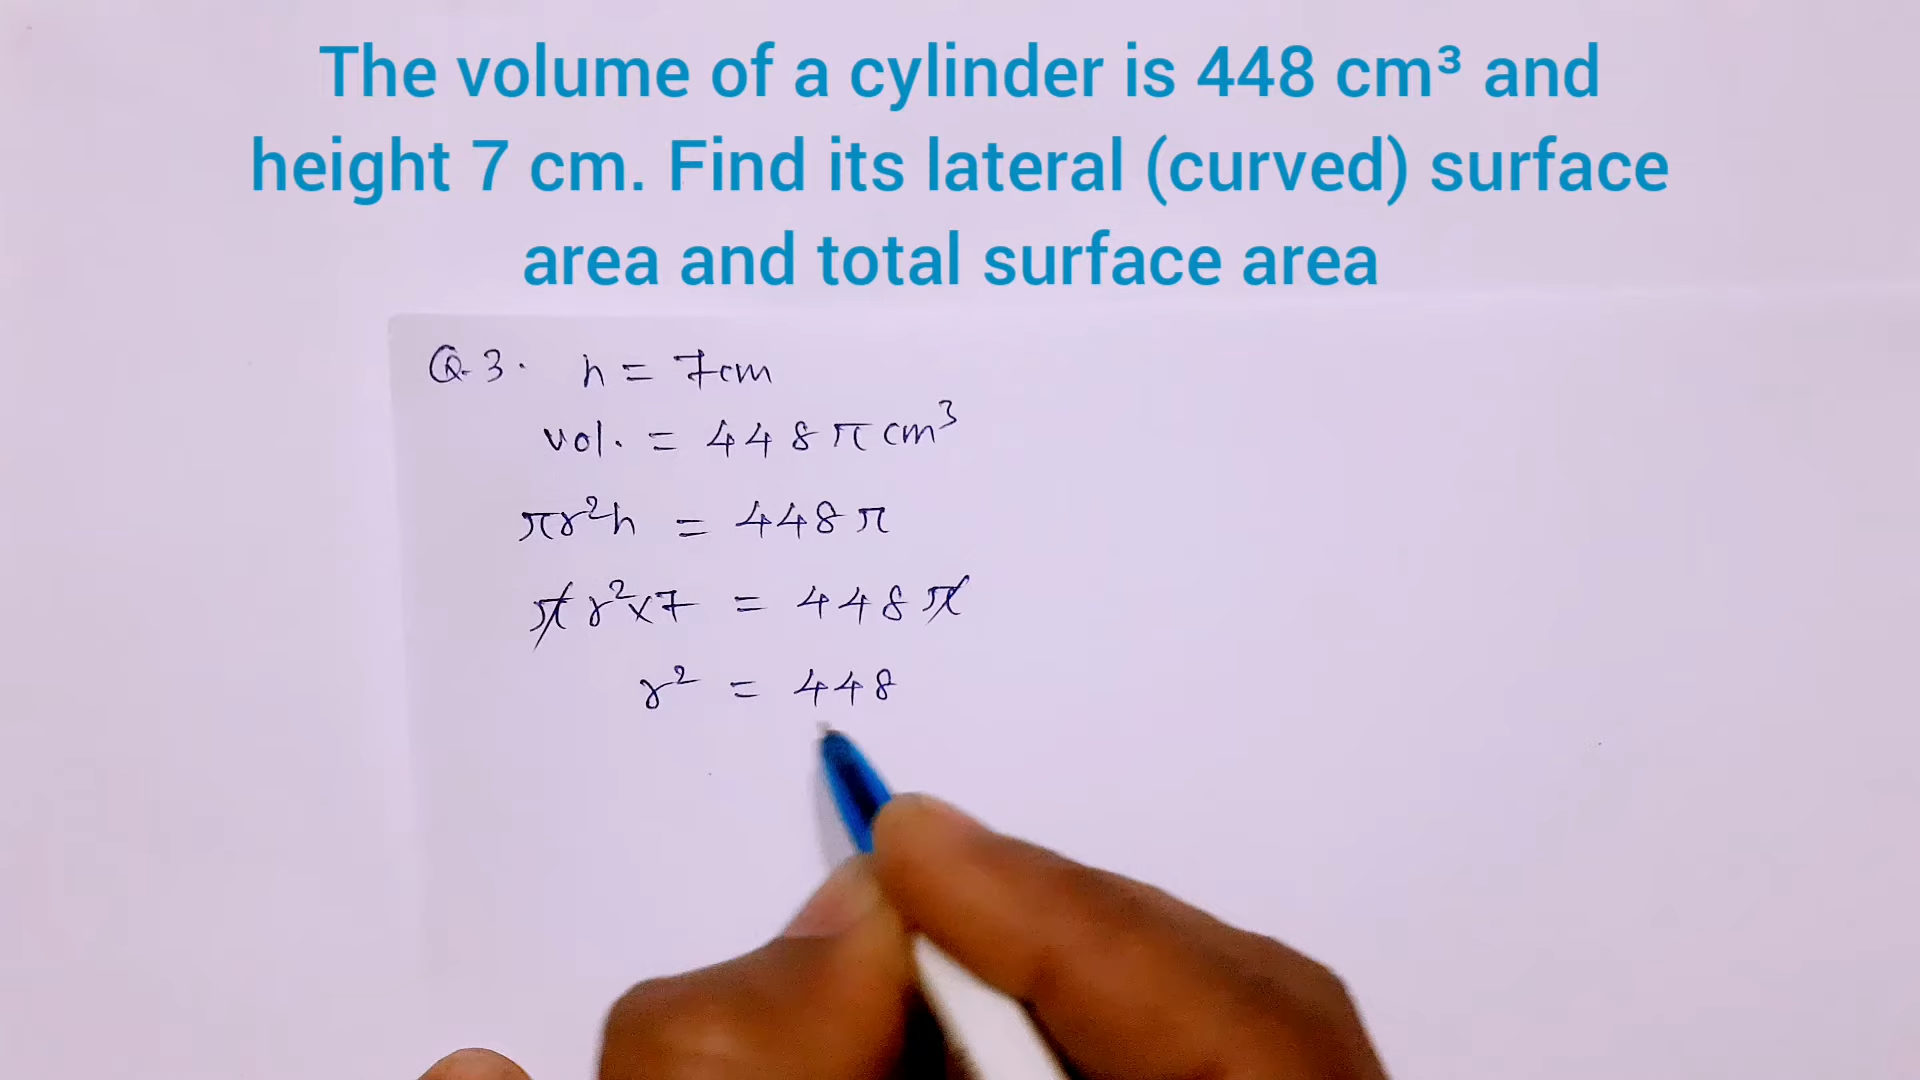 The volume of a cylinder is 448 cm³ and
height 7 cm. Find its lateral (curved) surface
area and total surface area
Q.3. h = 7cm
vol. = 448π cm³
πr²h = 448π
πr²×7 = 448π
r² = 448